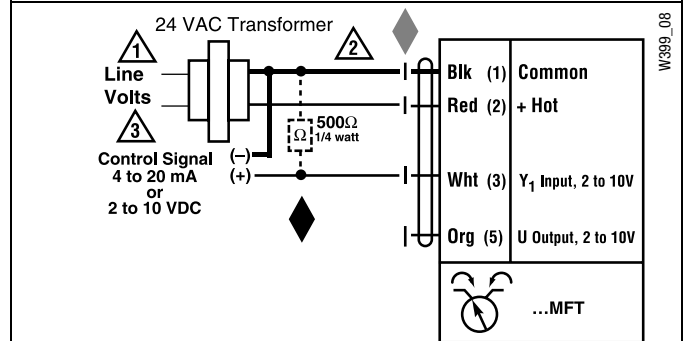 24 VAC Transformer
1
2
Line
Volts
3
Control Signal
4 to 20 mA
or
2 to 10 VDC
(–)
(+)
Ω
500Ω
1/4 watt
Blk (1) Common
Red (2) + Hot
Wht (3) Y₁ Input, 2 to 10V
Org (5) U Output, 2 to 10V
...MFT
W399_08